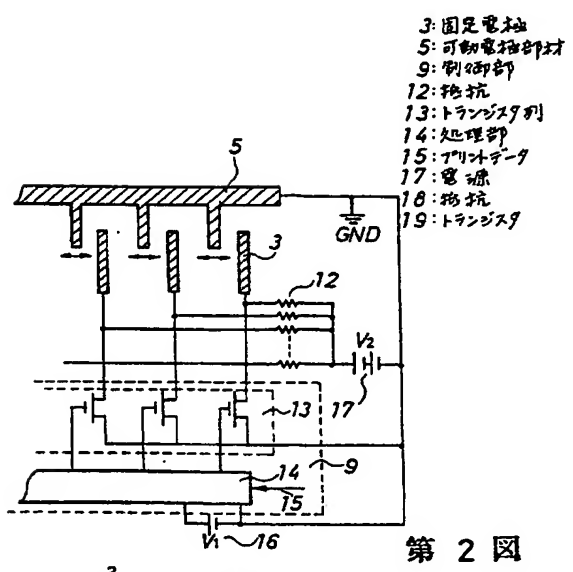 3:固定電極
5:可動電極部材
9:制御部
12:抵抗
13:トランジスタ列
14:処理部
15:プリントデータ
17:電源
18:抵抗
19:トランジスタ
5
GND
3
12
V2
17
13
9
14
15
V1 16
第 2 図